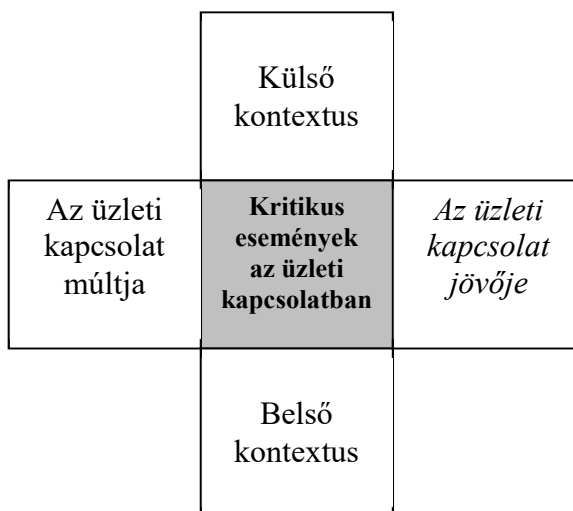 Külső
kontextus
Az üzleti
kapcsolat
múltja
Kritikus
események
az üzleti
kapcsolatban
Az üzleti
kapcsolat
jövője
Belső
kontextus